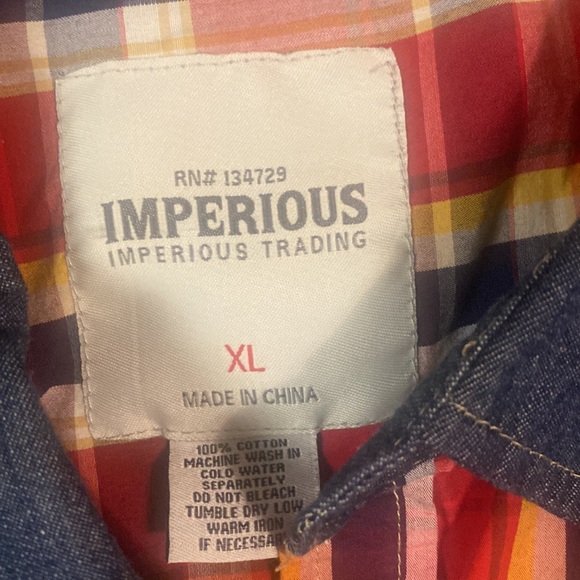 RN# 134729
IMPERIOUS
IMPERIOUS TRADING
XL
MADE IN CHINA
100% COTTON
MACHINE WASH IN
COLD WATER
SEPARATELY
DO NOT BLEACH
TUMBLE DRY LOW
WARM IRON
IF NECESSARY